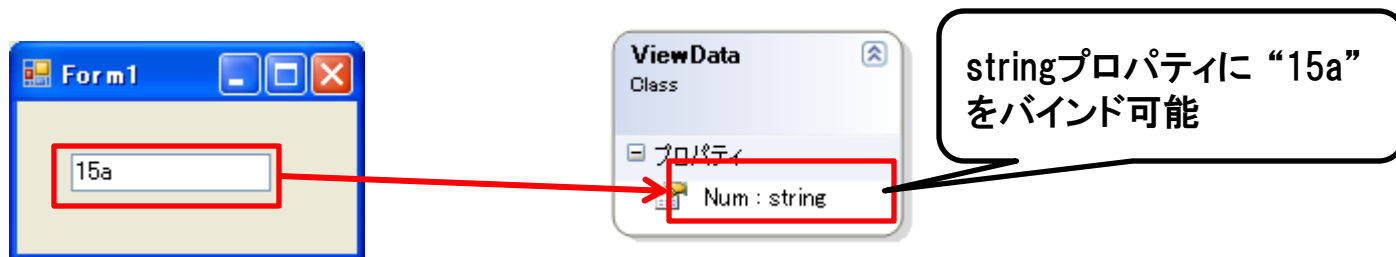 Form1
15a
ViewData
Class
プロパティ
Num : string
stringプロパティに “15a”
をバインド可能